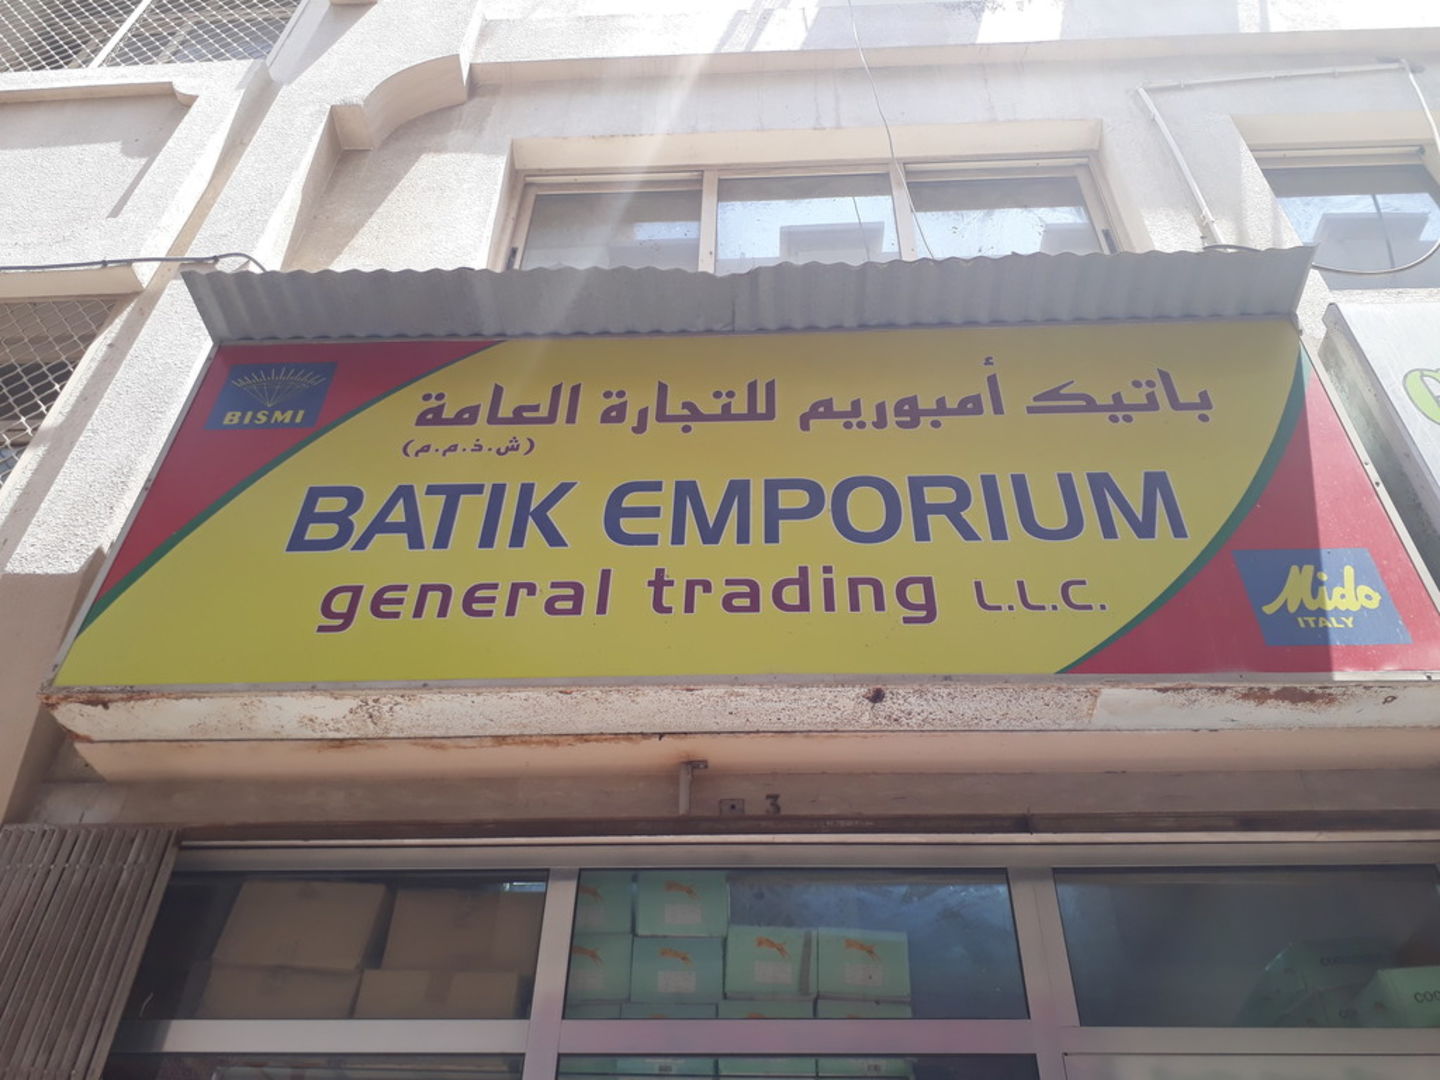 BISMI
باتيك أمبوريم للتجارة العامة
(ش.ذ.م.م)
BATIK EMPORIUM
general trading L.L.C.
Mido
ITALY
3